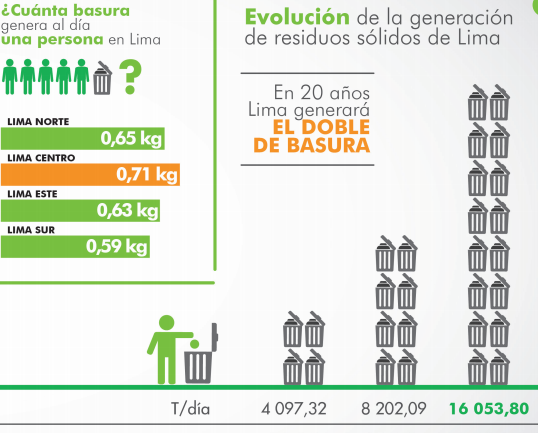 ¿Cuánta basura
genera al día
una persona en Lima
?
LIMA NORTE
0,65 kg
LIMA CENTRO
0,71 kg
LIMA ESTE
0,63 kg
LIMA SUR
0,59 kg
Evolución de la generación
de residuos sólidos de Lima
En 20 años
Lima generará
EL DOBLE
DE BASURA
T/día 4 097,32 8 202,09 16 053,80